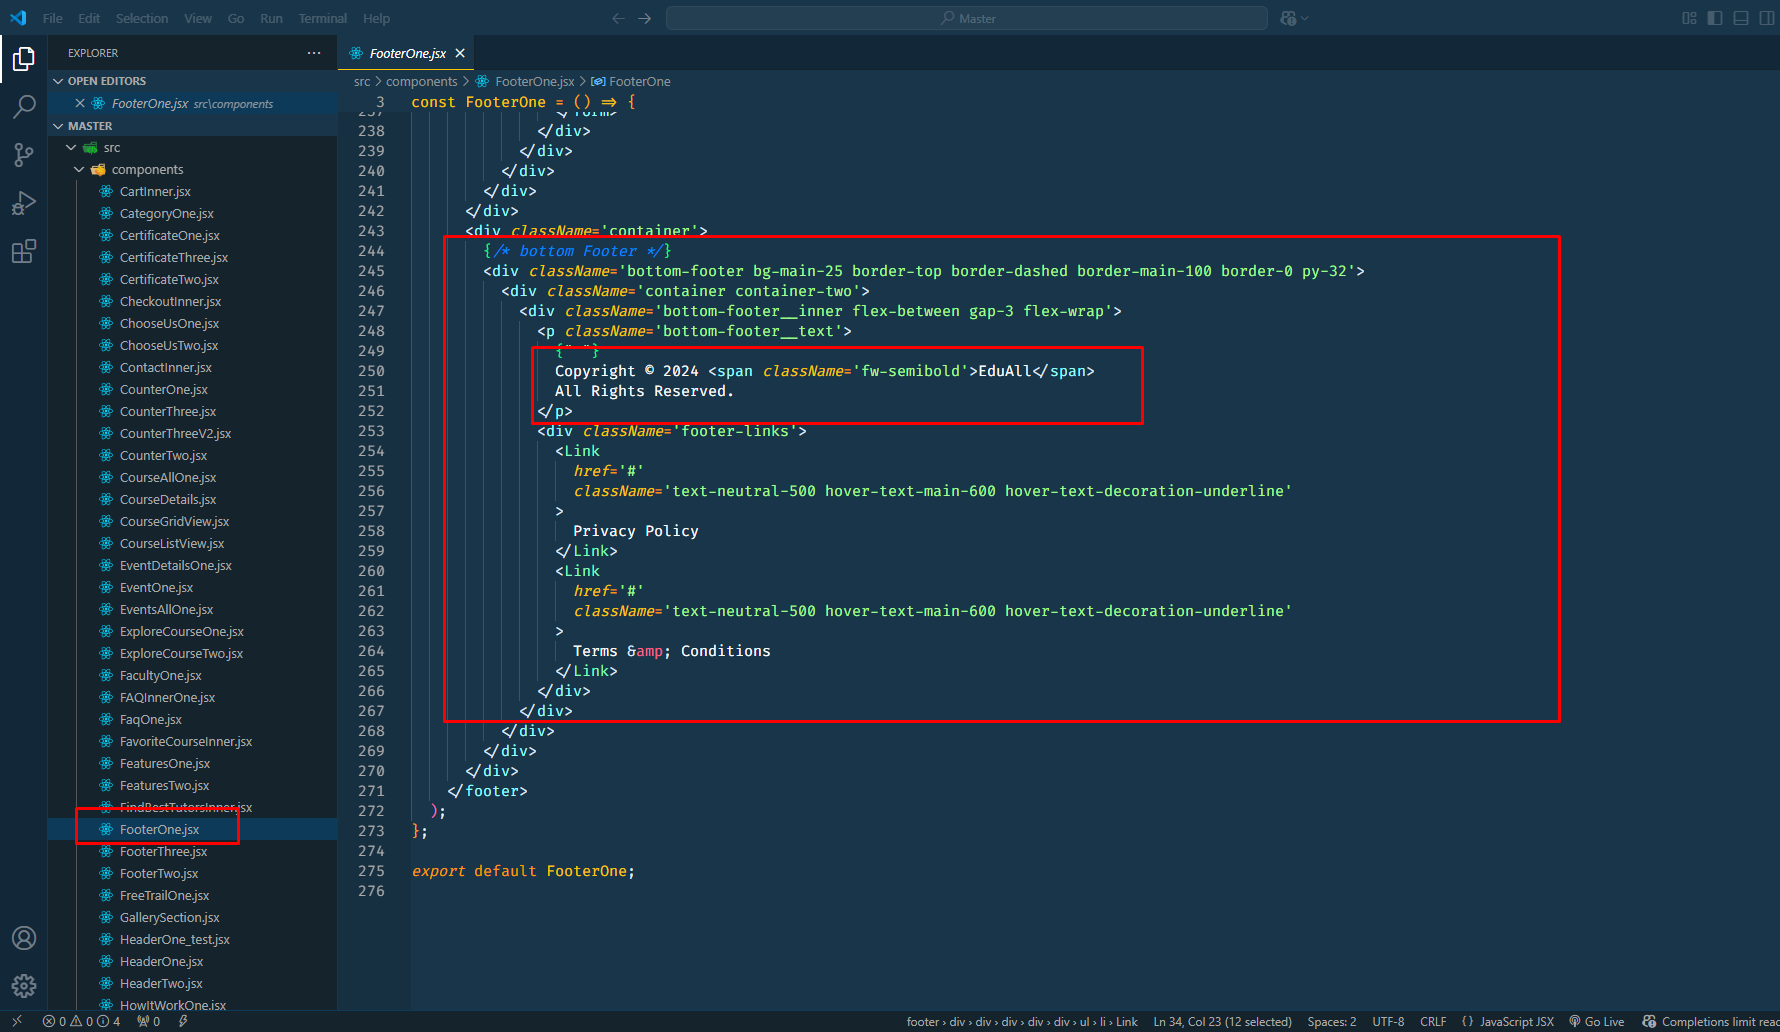 File Edit Selection View Go Run Terminal Help
Master
EXPLORER
FooterOne.jsx
OPEN EDITORS
FooterOne.jsx src\components
MASTER
src
components
CartInner.jsx
CategoryOne.jsx
CertificateOne.jsx
CertificateThree.jsx
CertificateTwo.jsx
CheckoutInner.jsx
ChooseUsOne.jsx
ChooseUsTwo.jsx
ContactInner.jsx
CounterOne.jsx
CounterThree.jsx
CounterThreeV2.jsx
CounterTwo.jsx
CourseAllOne.jsx
CourseDetails.jsx
CourseGridView.jsx
CourseListView.jsx
EventDetailsOne.jsx
EventOne.jsx
EventsAllOne.jsx
ExploreCourseOne.jsx
ExploreCourseTwo.jsx
FacultyOne.jsx
FAQInnerOne.jsx
FaqOne.jsx
FavoriteCourseInner.jsx
FeaturesOne.jsx
FeaturesTwo.jsx
FindBestTutorsInner.jsx
FooterOne.jsx
FooterThree.jsx
FooterTwo.jsx
FreeTrailOne.jsx
GallerySection.jsx
HeaderOne_test.jsx
HeaderOne.jsx
HeaderTwo.jsx
HowItWorkOne.jsx
src > components > FooterOne.jsx > FooterOne
3 const FooterOne = () => {
237 </form>
238 </div>
239 </div>
240 </div>
241 </div>
242 </div>
243 <div className='container'>
244 {/* bottom Footer */}
245 <div className='bottom-footer bg-main-25 border-top border-dashed border-main-100 border-0 py-32'>
246 <div className='container container-two'>
247 <div className='bottom-footer__inner flex-between gap-3 flex-wrap'>
248 <p className='bottom-footer__text'>
249 {" "}
250 Copyright © 2024 <span className='fw-semibold'>EduAll</span>
251 All Rights Reserved.
252 </p>
253 <div className='footer-links'>
254 <Link
255 href='#'
256 className='text-neutral-500 hover-text-main-600 hover-text-decoration-underline'
257 >
258 Privacy Policy
259 </Link>
260 <Link
261 href='#'
262 className='text-neutral-500 hover-text-main-600 hover-text-decoration-underline'
263 >
264 Terms &amp; Conditions
265 </Link>
266 </div>
267 </div>
268 </div>
269 </div>
270 </div>
271 </footer>
272 );
273 };
274
275 export default FooterOne;
276
0 0 4 0 footer > div > div > div > div > div > ul > li > Link Ln 34, Col 23 (12 selected) Spaces: 2 UTF-8 CRLF {} JavaScript JSX Go Live Completions limit reac